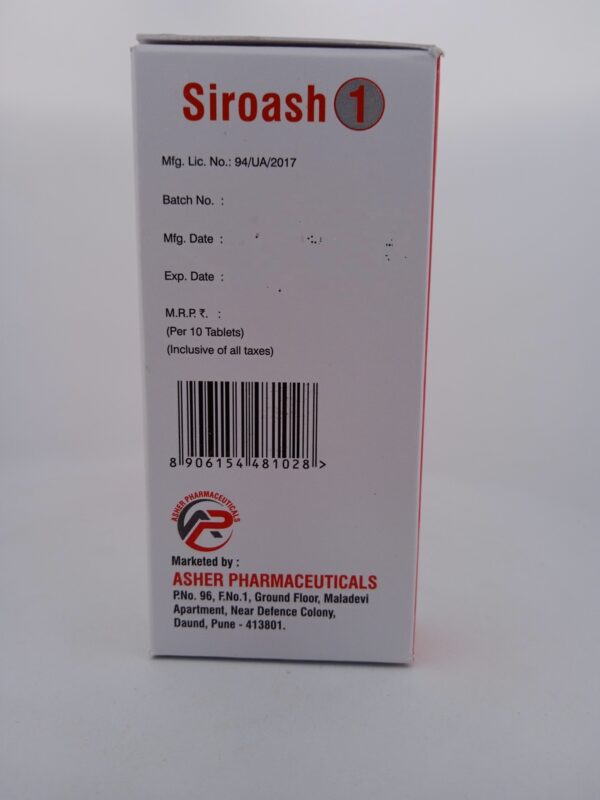 Siroash 1
Mfg. Lic. No.: 94/UA/2017
Batch No. :
Mfg. Date :
Exp. Date :
M.R.P. ₹. :
(Per 10 Tablets)
(Inclusive of all taxes)
8 906154 481028 >
ASHER PHARMACEUTICALS
Marketed by :
ASHER PHARMACEUTICALS
P.No. 96, F.No.1, Ground Floor, Maladevi
Apartment, Near Defence Colony,
Daund, Pune - 413801.